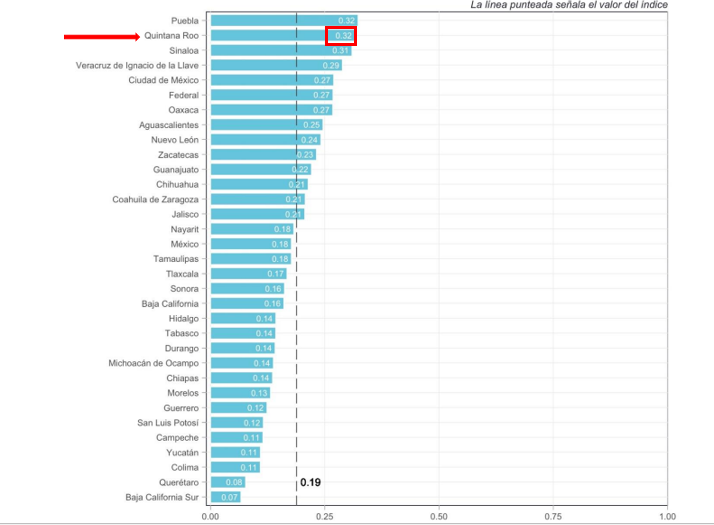 La línea punteada señala el valor del índice
Puebla 0.32
Quintana Roo 0.32
Sinaloa 0.31
Veracruz de Ignacio de la Llave 0.29
Ciudad de México 0.27
Federal 0.27
Oaxaca 0.27
Aguascalientes 0.25
Nuevo León 0.24
Zacatecas 0.23
Guanajuato 0.22
Chihuahua 0.21
Coahuila de Zaragoza 0.21
Jalisco 0.21
Nayarit 0.18
México 0.18
Tamaulipas 0.18
Tlaxcala 0.17
Sonora 0.16
Baja California 0.16
Hidalgo 0.14
Tabasco 0.14
Durango 0.14
Michoacán de Ocampo 0.14
Chiapas 0.14
Morelos 0.13
Guerrero 0.12
San Luis Potosí 0.12
Campeche 0.11
Yucatán 0.11
Colima 0.11
Querétaro 0.08 0.19
Baja California Sur 0.07
0.00 0.25 0.50 0.75 1.00